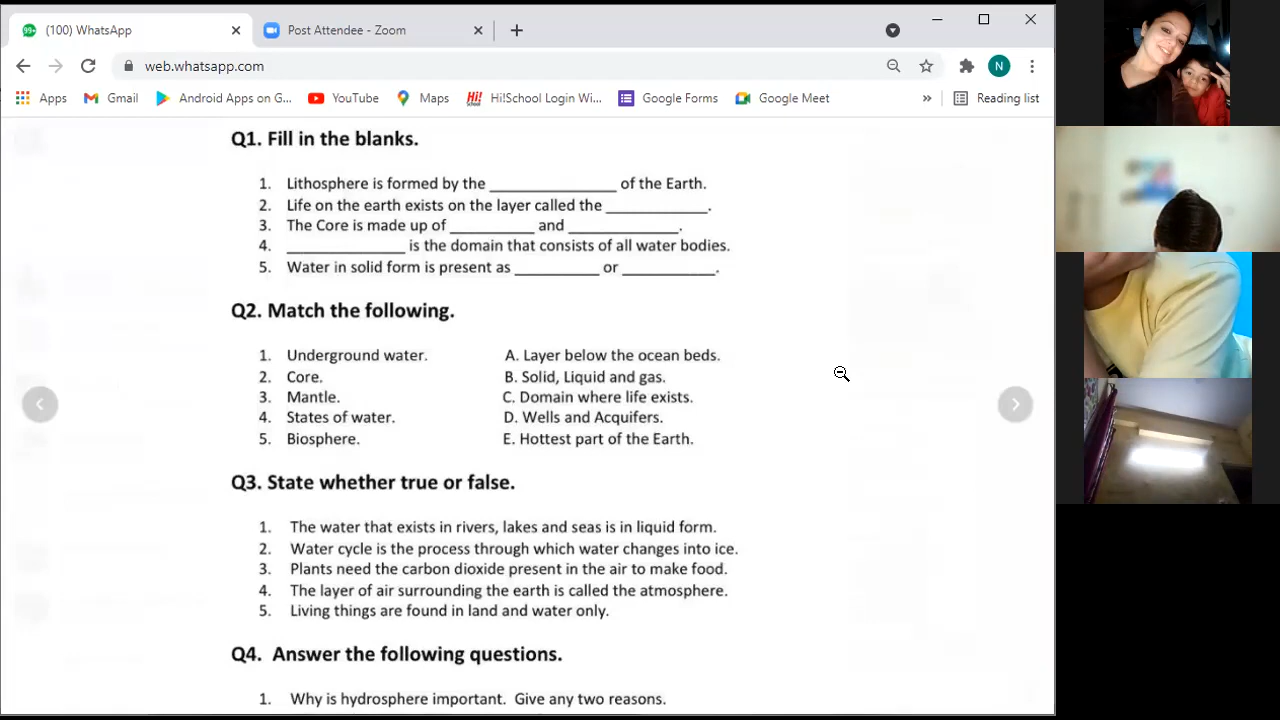 99+ (100) WhatsApp
Post Attendee - Zoom
web.whatsapp.com
N
Apps Gmail Android Apps on G... YouTube Maps Hi! Hi!School Login Wi... Google Forms Google Meet » Reading list
Q1. Fill in the blanks.
1. Lithosphere is formed by the _______________ of the Earth.
2. Life on the earth exists on the layer called the ____________.
3. The Core is made up of __________ and _____________.
4. ______________ is the domain that consists of all water bodies.
5. Water in solid form is present as __________ or ___________.
Q2. Match the following.
1. Underground water. A. Layer below the ocean beds.
2. Core. B. Solid, Liquid and gas.
3. Mantle. C. Domain where life exists.
4. States of water. D. Wells and Acquifers.
5. Biosphere. E. Hottest part of the Earth.
Q3. State whether true or false.
1. The water that exists in rivers, lakes and seas is in liquid form.
2. Water cycle is the process through which water changes into ice.
3. Plants need the carbon dioxide present in the air to make food.
4. The layer of air surrounding the earth is called the atmosphere.
5. Living things are found in land and water only.
Q4. Answer the following questions.
1. Why is hydrosphere important. Give any two reasons.